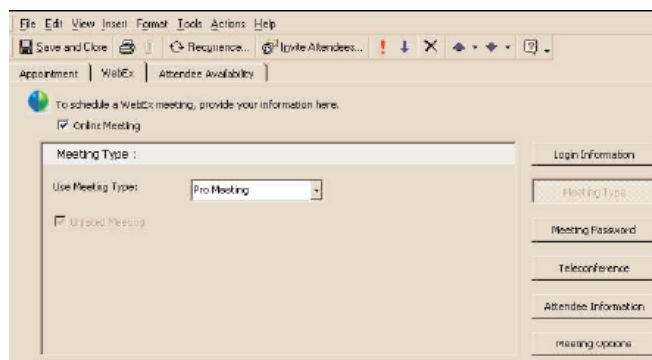 File Edit View Insert Format Tools Actions Help
Save and Close Recurrence... Invite Attendees...
Appointment WebEx Attendee Availability
To schedule a WebEx meeting, provide your information here.
Online Meeting
Meeting Type :
Login Information
Use Meeting Type: Pro Meeting
Meeting Type
Unlisted Meeting
Meeting Password
Teleconference
Attendee Information
Meeting Options